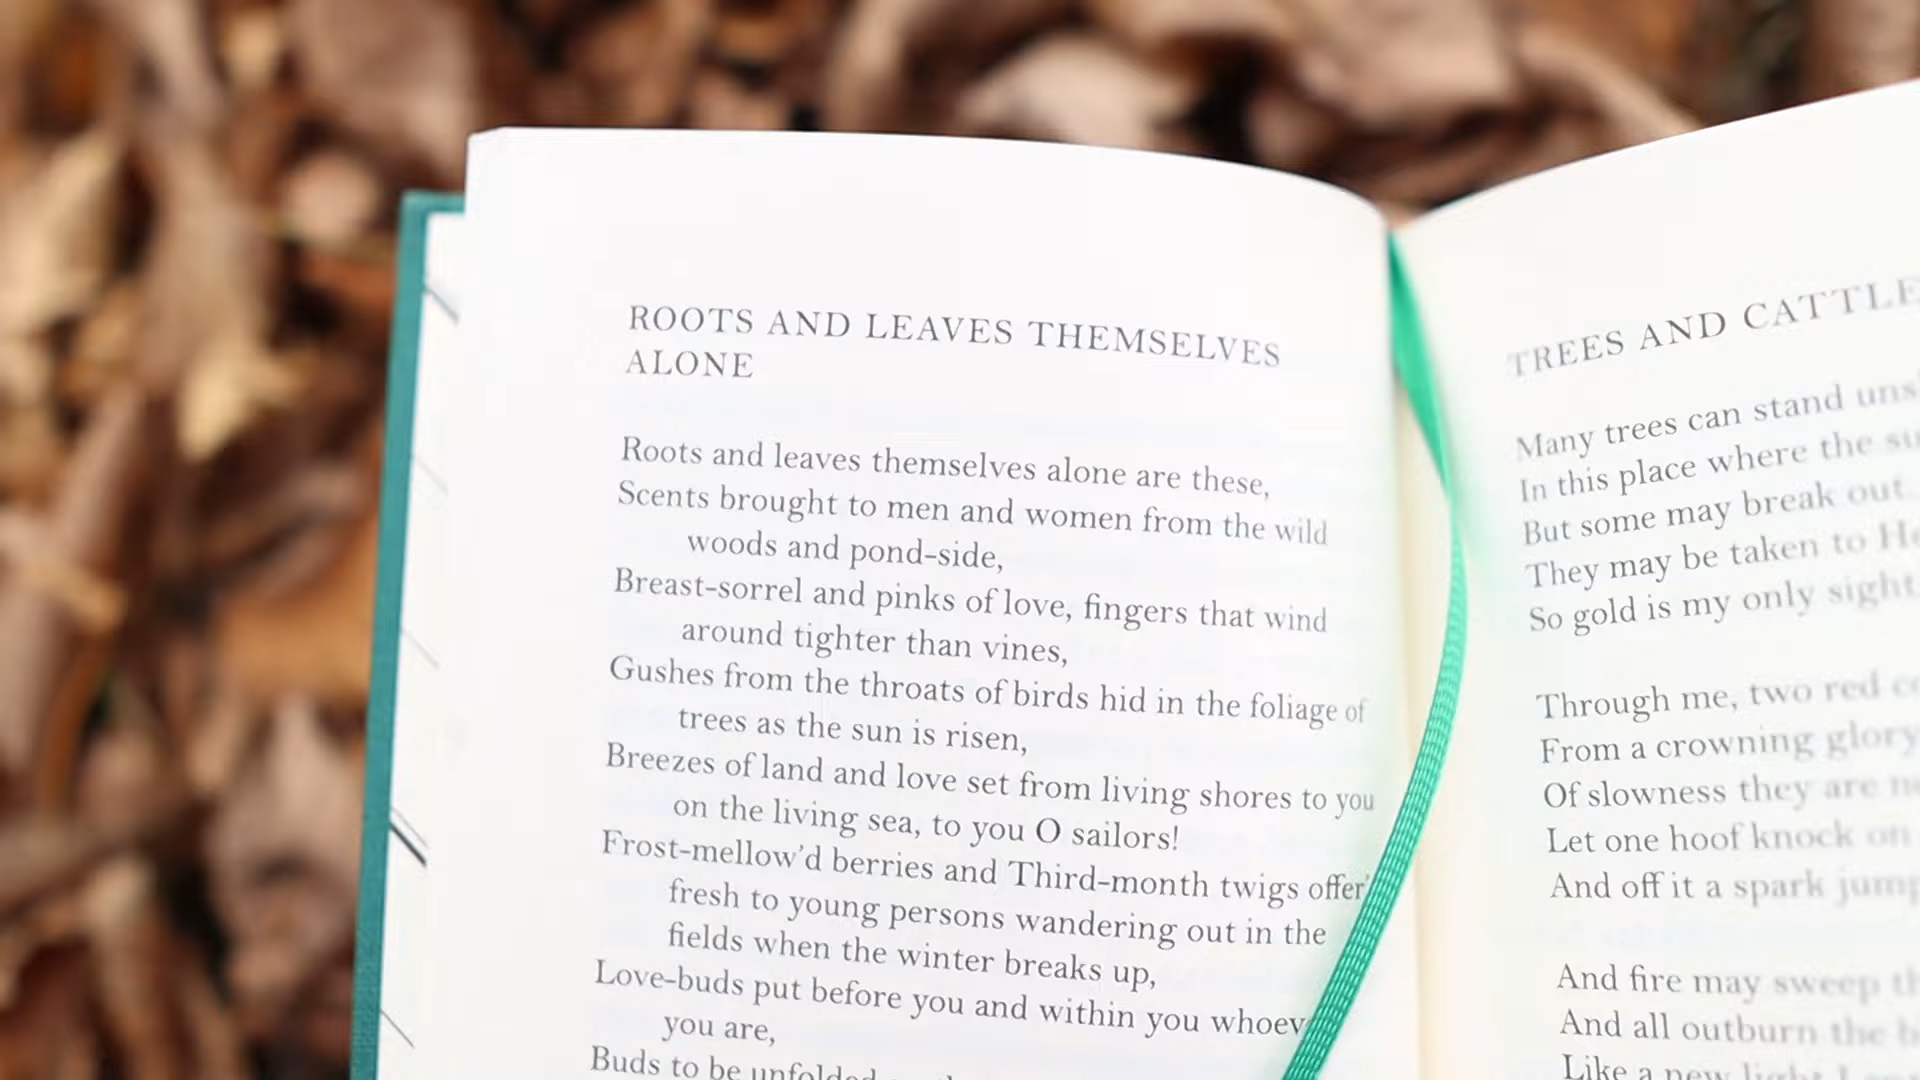 ROOTS AND LEAVES THEMSELVES
ALONE
Roots and leaves themselves alone are these,
Scents brought to men and women from the wild
woods and pond-side,
Breast-sorrel and pinks of love, fingers that wind
around tighter than vines,
Gushes from the throats of birds hid in the foliage of
trees as the sun is risen,
Breezes of land and love set from living shores to you
on the living sea, to you O sailors!
Frost-mellow'd berries and Third-month twigs offer'
fresh to young persons wandering out in the
fields when the winter breaks up,
Love-buds put before you and within you whoev
you are,
Buds to be unfolded
TREES AND CATTLE
Many trees can stand
In this place where the
But some may break out.
They may be taken to
So gold is my only sight
Through me, two red
From a crowning glory
Of slowness they are
Let one hoof knock on
And off it a spark jump
And fire may sweep
And all outburn the
Like a new light I